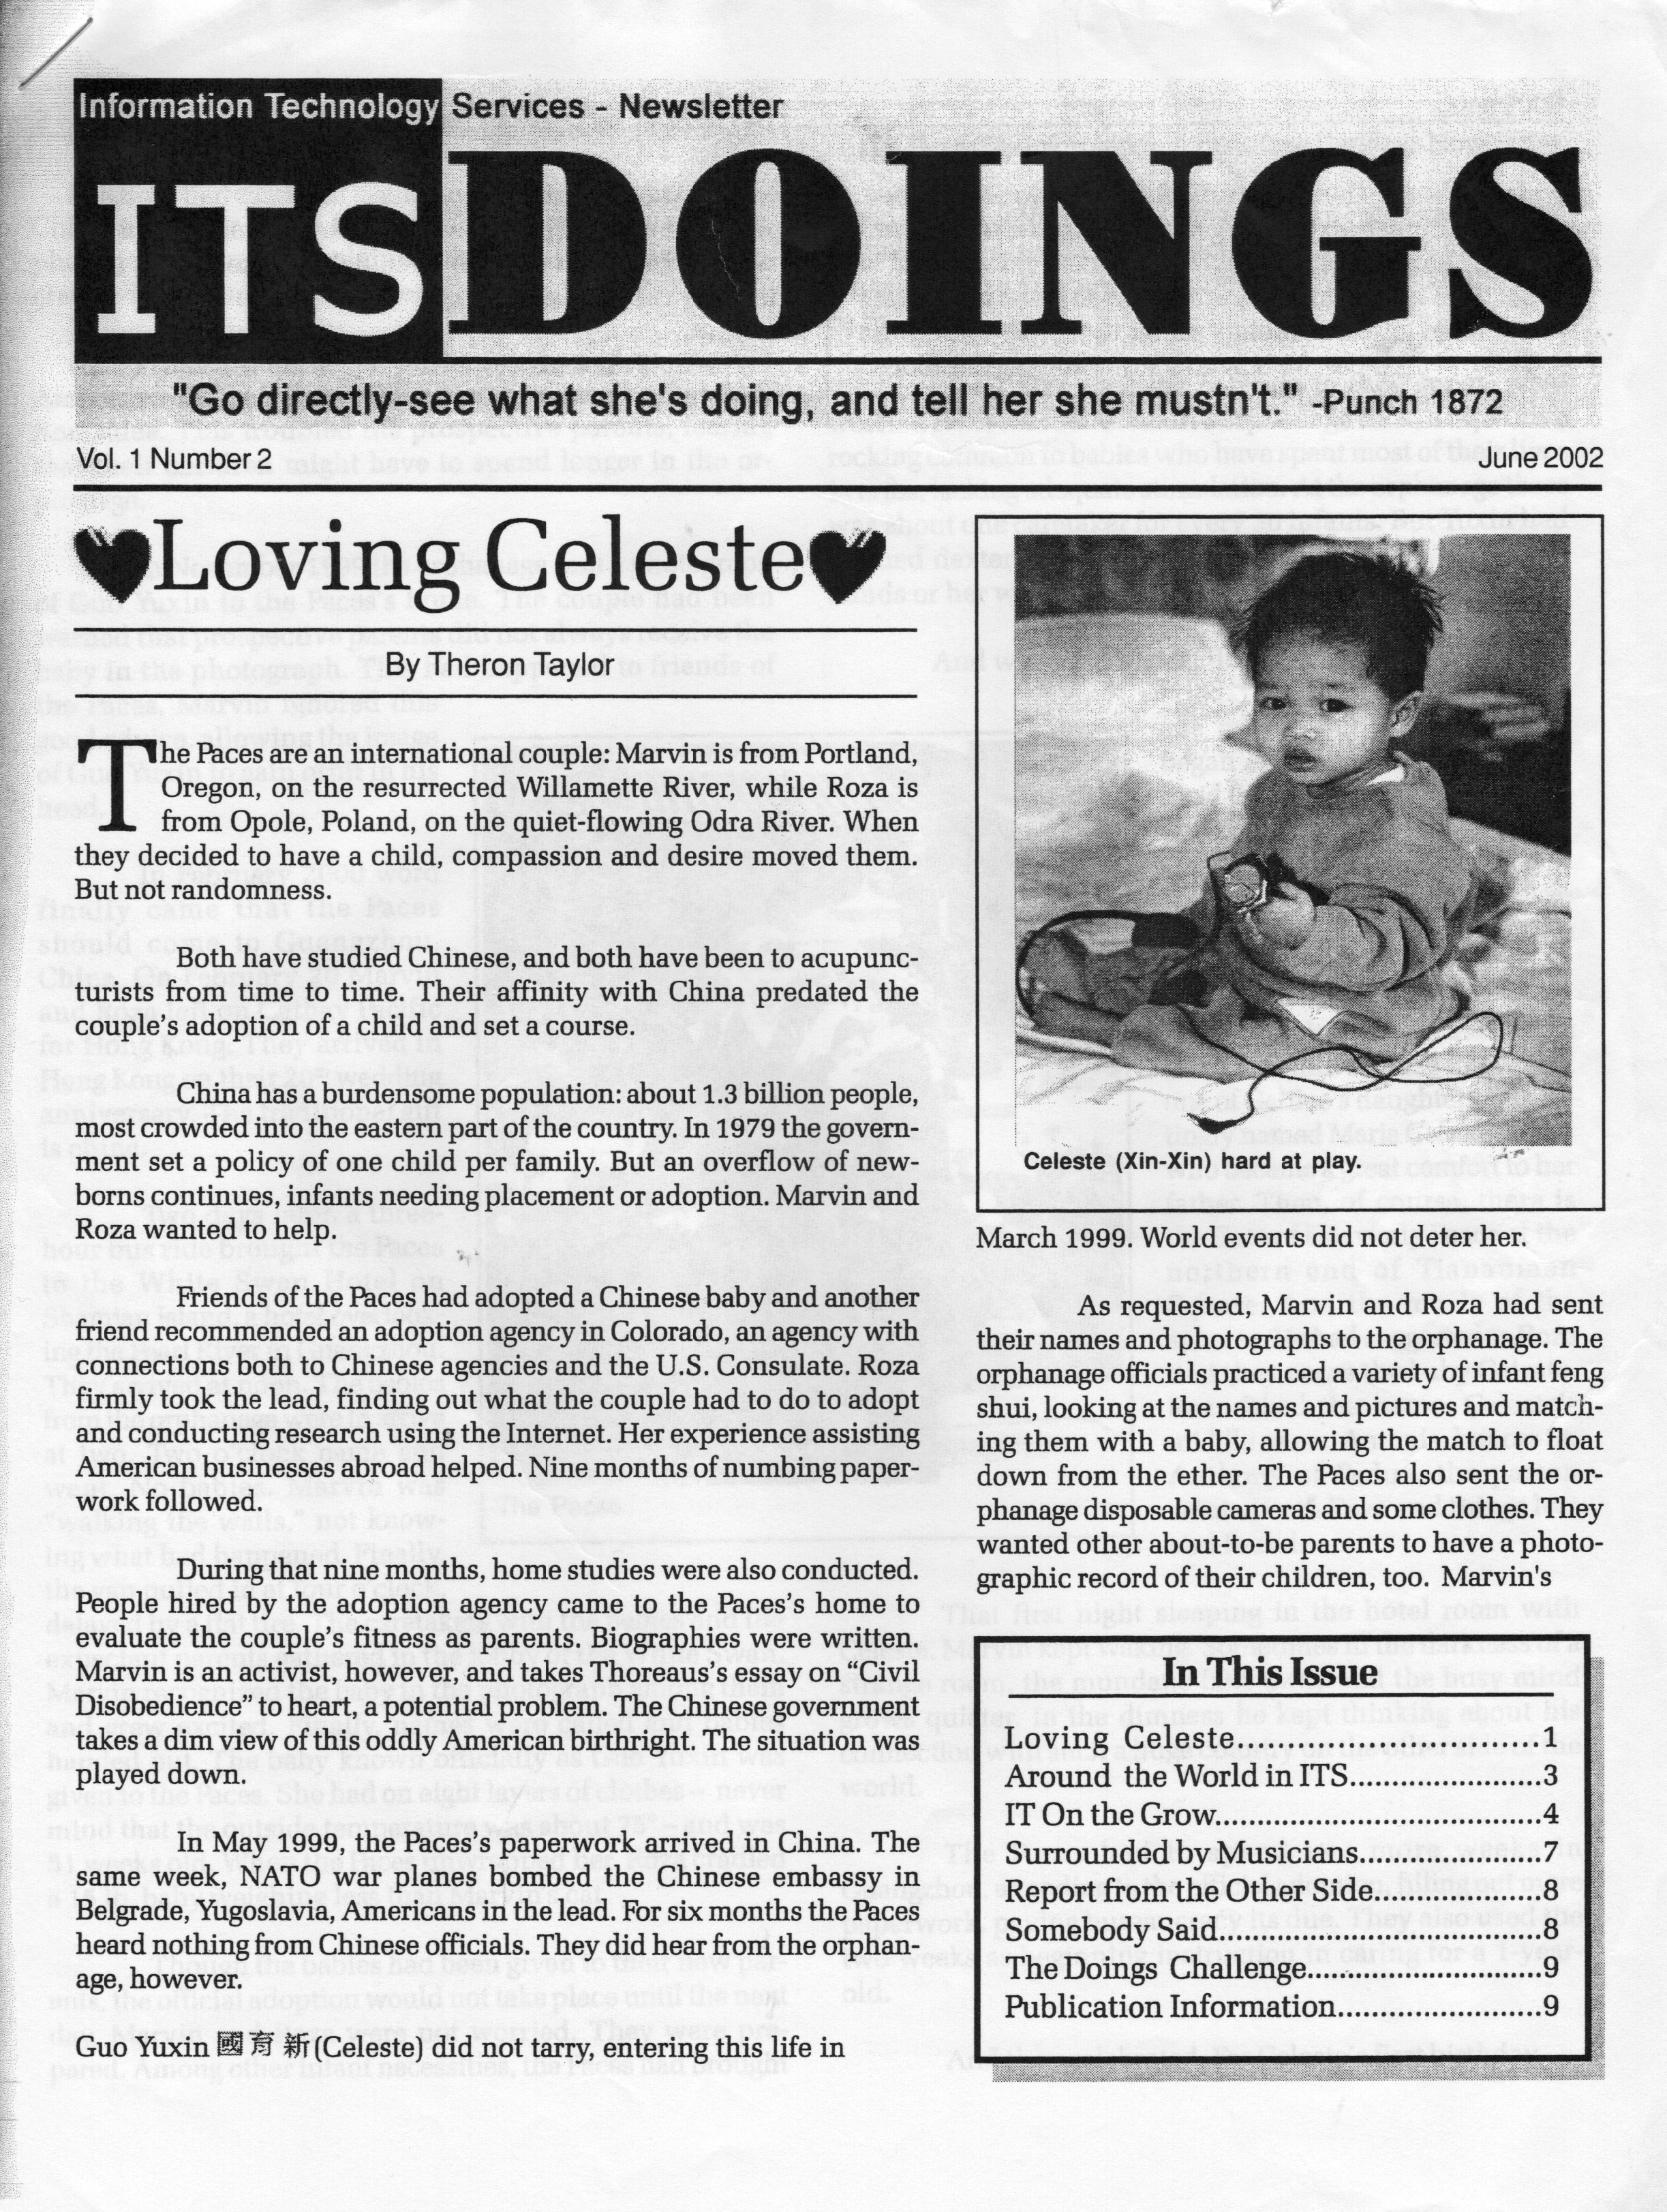 Information Technology Services - Newsletter
ITS DOINGS
"Go directly-see what she's doing, and tell her she mustn't." -Punch 1872
Vol. 1 Number 2
June 2002
Loving Celeste
By Theron Taylor
The Paces are an international couple: Marvin is from Portland,
Oregon, on the resurrected Willamette River, while Roza is
from Opole, Poland, on the quiet-flowing Odra River. When
they decided to have a child, compassion and desire moved them.
But not randomness.
Both have studied Chinese, and both have been to acupunc-
turists from time to time. Their affinity with China predated the
couple's adoption of a child and set a course.
China has a burdensome population: about 1.3 billion people,
most crowded into the eastern part of the country. In 1979 the govern-
ment set a policy of one child per family. But an overflow of new-
borns continues, infants needing placement or adoption. Marvin and
Roza wanted to help.
Friends of the Paces had adopted a Chinese baby and another
friend recommended an adoption agency in Colorado, an agency with
connections both to Chinese agencies and the U.S. Consulate. Roza
firmly took the lead, finding out what the couple had to do to adopt
and conducting research using the Internet. Her experience assisting
American businesses abroad helped. Nine months of numbing paper-
work followed.
During that nine months, home studies were also conducted.
People hired by the adoption agency came to the Paces's home to
evaluate the couple's fitness as parents. Biographies were written.
Marvin is an activist, however, and takes Thoreaus's essay on “Civil
Disobedience” to heart, a potential problem. The Chinese government
takes a dim view of this oddly American birthright. The situation was
played down.
In May 1999, the Paces's paperwork arrived in China. The
same week, NATO war planes bombed the Chinese embassy in
Belgrade, Yugoslavia, Americans in the lead. For six months the Paces
heard nothing from Chinese officials. They did hear from the orphan-
age, however.
Guo Yuxin 國育新(Celeste) did not tarry, entering this life in
Celeste (Xin-Xin) hard at play.
March 1999. World events did not deter her.
As requested, Marvin and Roza had sent
their names and photographs to the orphanage. The
orphanage officials practiced a variety of infant feng
shui, looking at the names and pictures and match-
ing them with a baby, allowing the match to float
down from the ether. The Paces also sent the or-
phanage disposable cameras and some clothes. They
wanted other about-to-be parents to have a photo-
graphic record of their children, too. Marvin's
In This Issue
Loving Celeste.................................1
Around the World in ITS.........................3
IT On the Grow...........................................4
Surrounded by Musicians........................7
Report from the Other Side......................8
Somebody Said..........................................8
The Doings Challenge...............................9
Publication Information...........................9